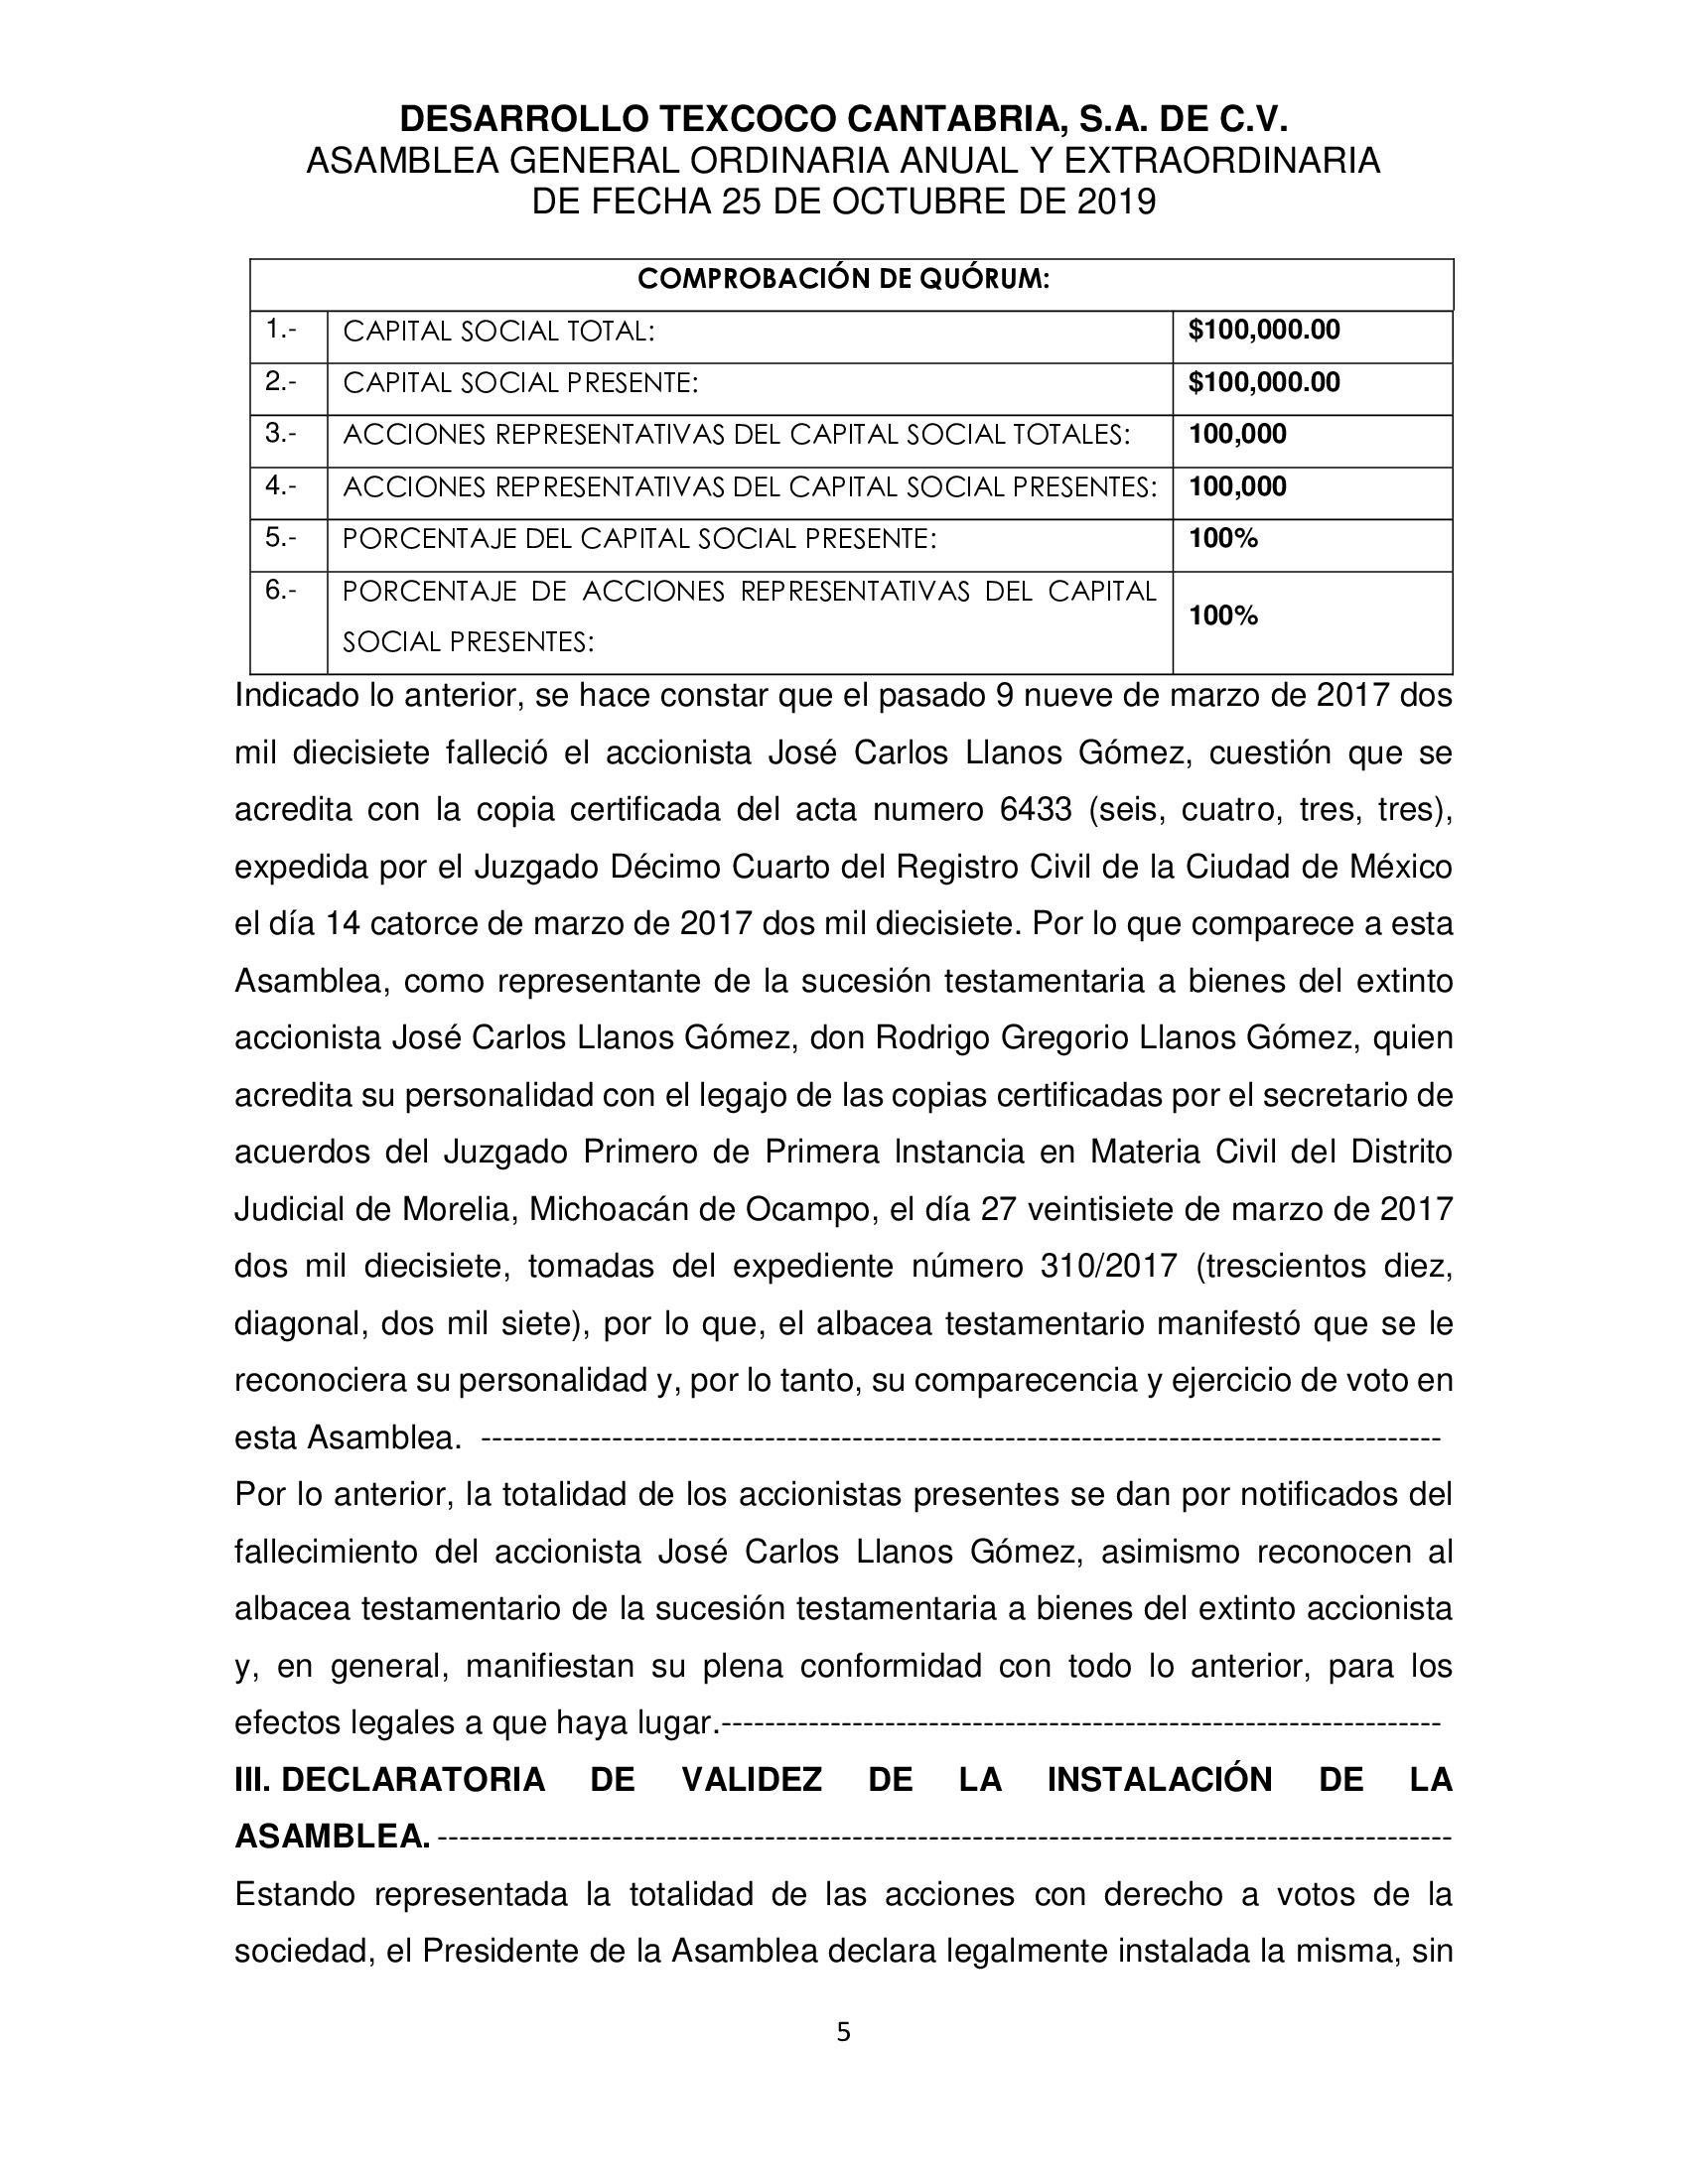 DESARROLLO TEXCOCO CANTABRIA, S.A. DE C.V.
ASAMBLEA GENERAL ORDINARIA ANUAL Y EXTRAORDINARIA
DE FECHA 25 DE OCTUBRE DE 2019
COMPROBACIÓN DE QUÓRUM:
1.- CAPITAL SOCIAL TOTAL: $100,000.00
2.- CAPITAL SOCIAL PRESENTE: $100,000.00
3.- ACCIONES REPRESENTATIVAS DEL CAPITAL SOCIAL TOTALES: 100,000
4.- ACCIONES REPRESENTATIVAS DEL CAPITAL SOCIAL PRESENTES: 100,000
5.- PORCENTAJE DEL CAPITAL SOCIAL PRESENTE: 100%
6.- PORCENTAJE DE ACCIONES REPRESENTATIVAS DEL CAPITAL
SOCIAL PRESENTES: 100%
Indicado lo anterior, se hace constar que el pasado 9 nueve de marzo de 2017 dos
mil diecisiete falleció el accionista José Carlos Llanos Gómez, cuestión que se
acredita con la copia certificada del acta numero 6433 (seis, cuatro, tres, tres),
expedida por el Juzgado Décimo Cuarto del Registro Civil de la Ciudad de México
el día 14 catorce de marzo de 2017 dos mil diecisiete. Por lo que comparece a esta
Asamblea, como representante de la sucesión testamentaria a bienes del extinto
accionista José Carlos Llanos Gómez, don Rodrigo Gregorio Llanos Gómez, quien
acredita su personalidad con el legajo de las copias certificadas por el secretario de
acuerdos del Juzgado Primero de Primera Instancia en Materia Civil del Distrito
Judicial de Morelia, Michoacán de Ocampo, el día 27 veintisiete de marzo de 2017
dos mil diecisiete, tomadas del expediente número 310/2017 (trescientos diez,
diagonal, dos mil siete), por lo que, el albacea testamentario manifestó que se le
reconociera su personalidad y, por lo tanto, su comparecencia y ejercicio de voto en
esta Asamblea. ----------------------------------------------------------------------------------------
Por lo anterior, la totalidad de los accionistas presentes se dan por notificados del
fallecimiento del accionista José Carlos Llanos Gómez, asimismo reconocen al
albacea testamentario de la sucesión testamentaria a bienes del extinto accionista
y, en general, manifiestan su plena conformidad con todo lo anterior, para los
efectos legales a que haya lugar.------------------------------------------------------------------
III. DECLARATORIA DE VALIDEZ DE LA INSTALACIÓN DE LA
ASAMBLEA. ---------------------------------------------------------------------------------------------
Estando representada la totalidad de las acciones con derecho a votos de la
sociedad, el Presidente de la Asamblea declara legalmente instalada la misma, sin
5